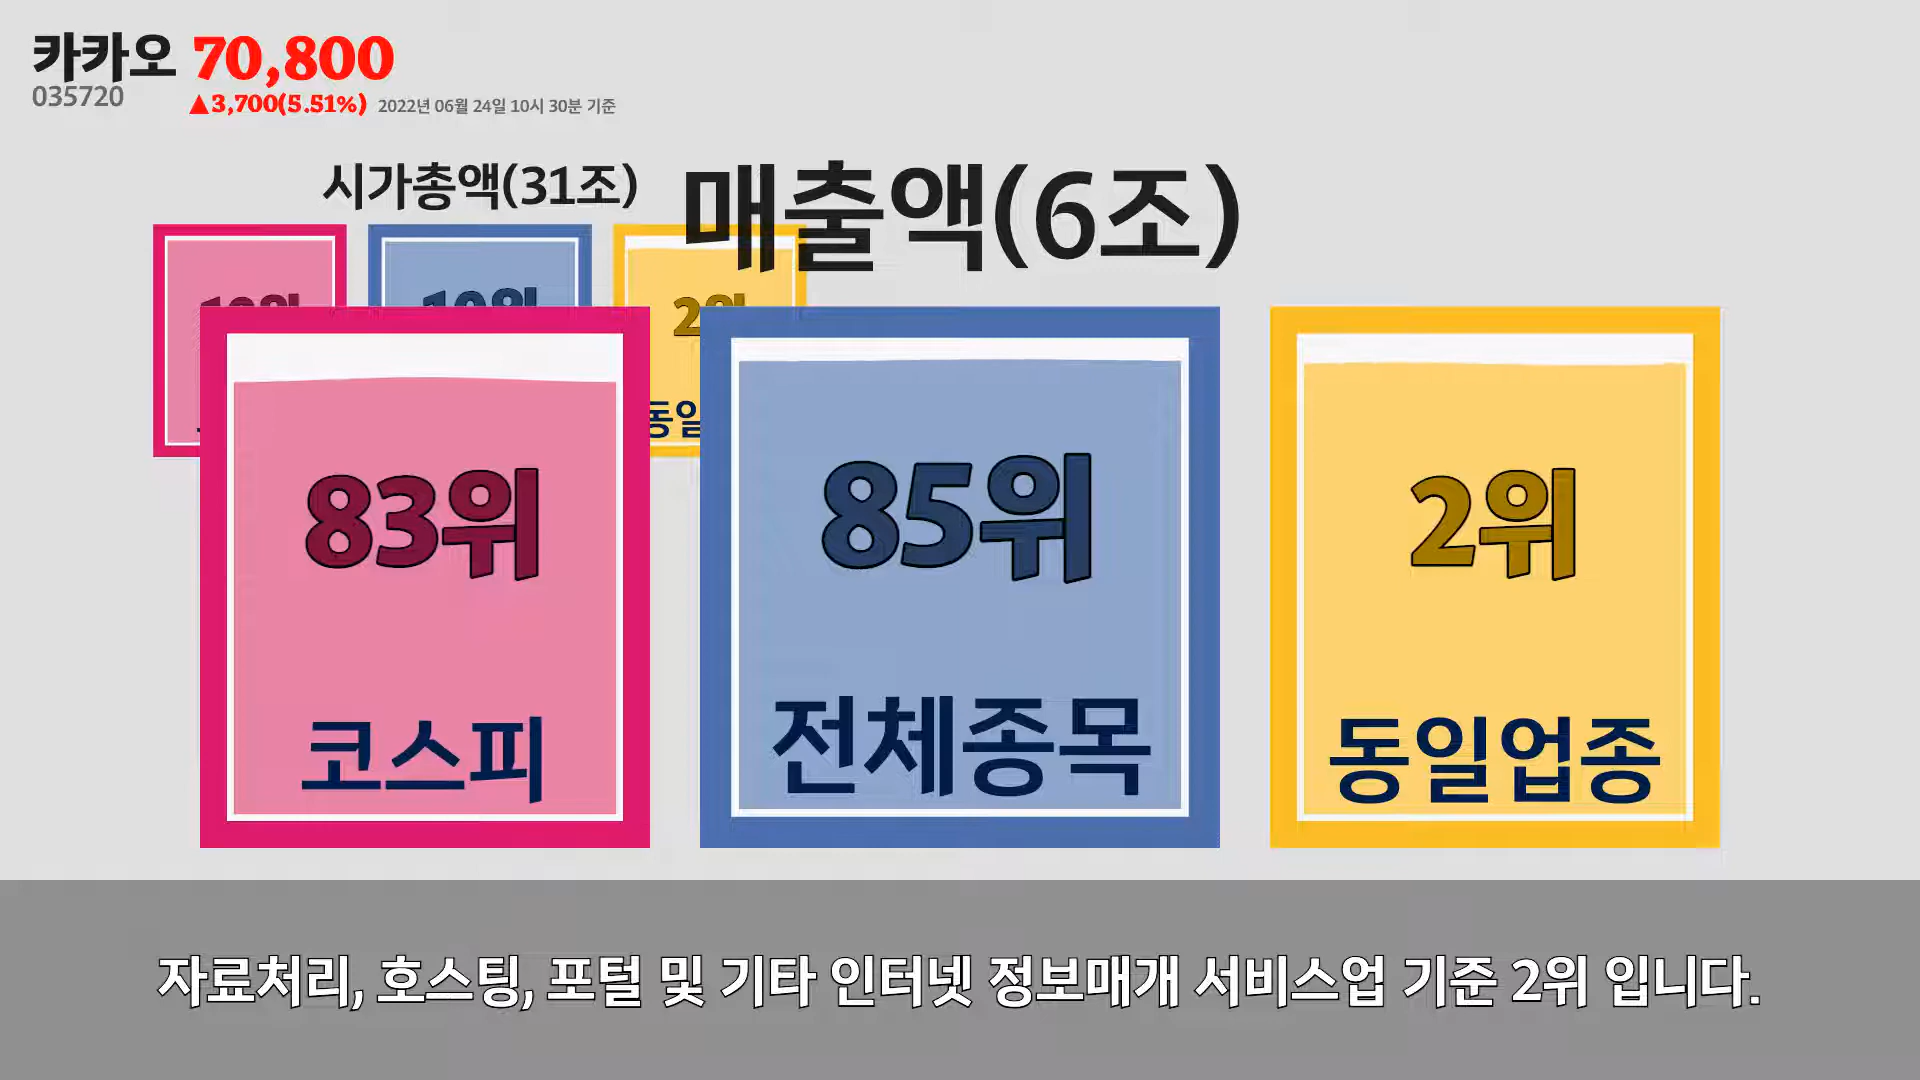 카카오 70,800
035720
▲3,700(5.51%) 2022년 06월 24일 10시 30분 기준
시가총액(31조)
매출액(6조)
83위
85위
2위
코스피
전체종목
동일업종
자료처리, 호스팅, 포털 및 기타 인터넷 정보매개 서비스업 기준 2위 입니다.